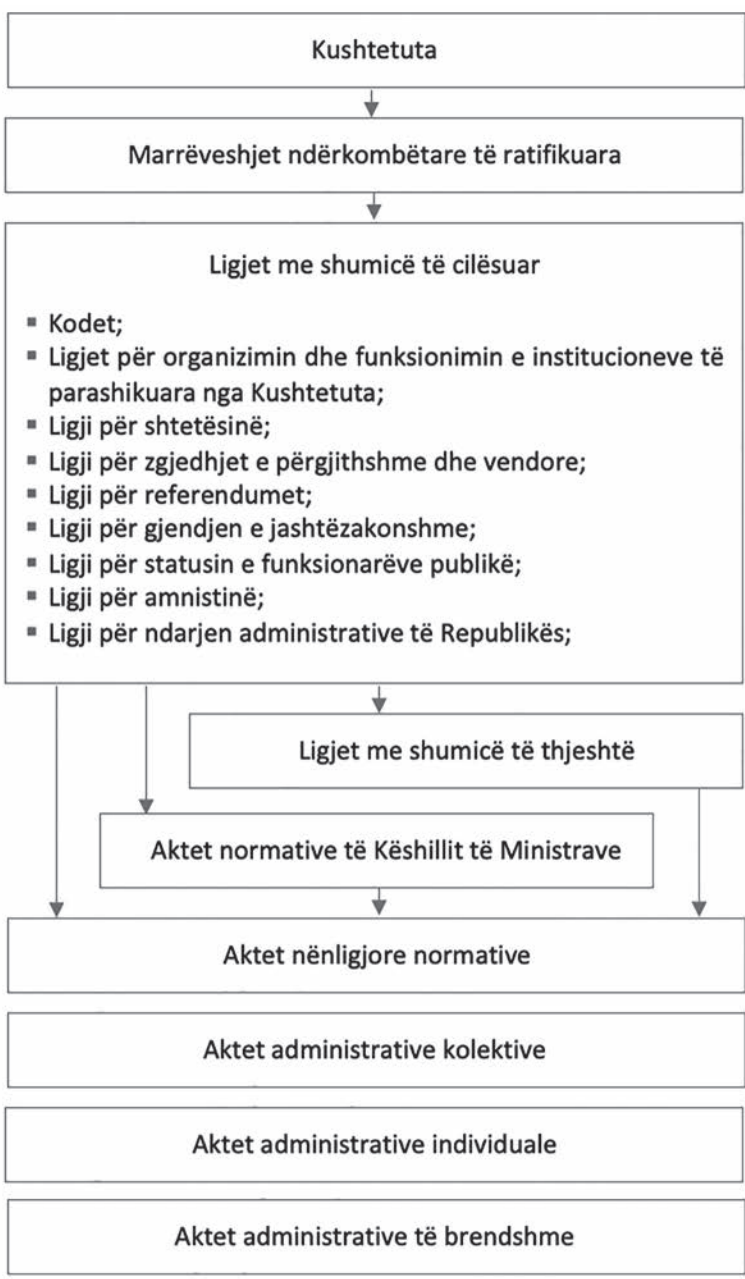 Kushtetuta
Marrëveshjet ndërkombëtare të ratifikuara
Ligjet me shumicë të cilësuar
▪ Kodet;
▪ Ligjet për organizimin dhe funksionimin e institucioneve të
parashikuara nga Kushtetuta;
▪ Ligji për shtetësinë;
▪ Ligji për zgjedhjet e përgjithshme dhe vendore;
▪ Ligji për referendumet;
▪ Ligji për gjendjen e jashtëzakonshme;
▪ Ligji për statusin e funksionarëve publikë;
▪ Ligji për amnistinë;
▪ Ligji për ndarjen administrative të Republikës;
Ligjet me shumicë të thjeshtë
Aktet normative të Këshillit të Ministrave
Aktet nënligjore normative
Aktet administrative kolektive
Aktet administrative individuale
Aktet administrative të brendshme